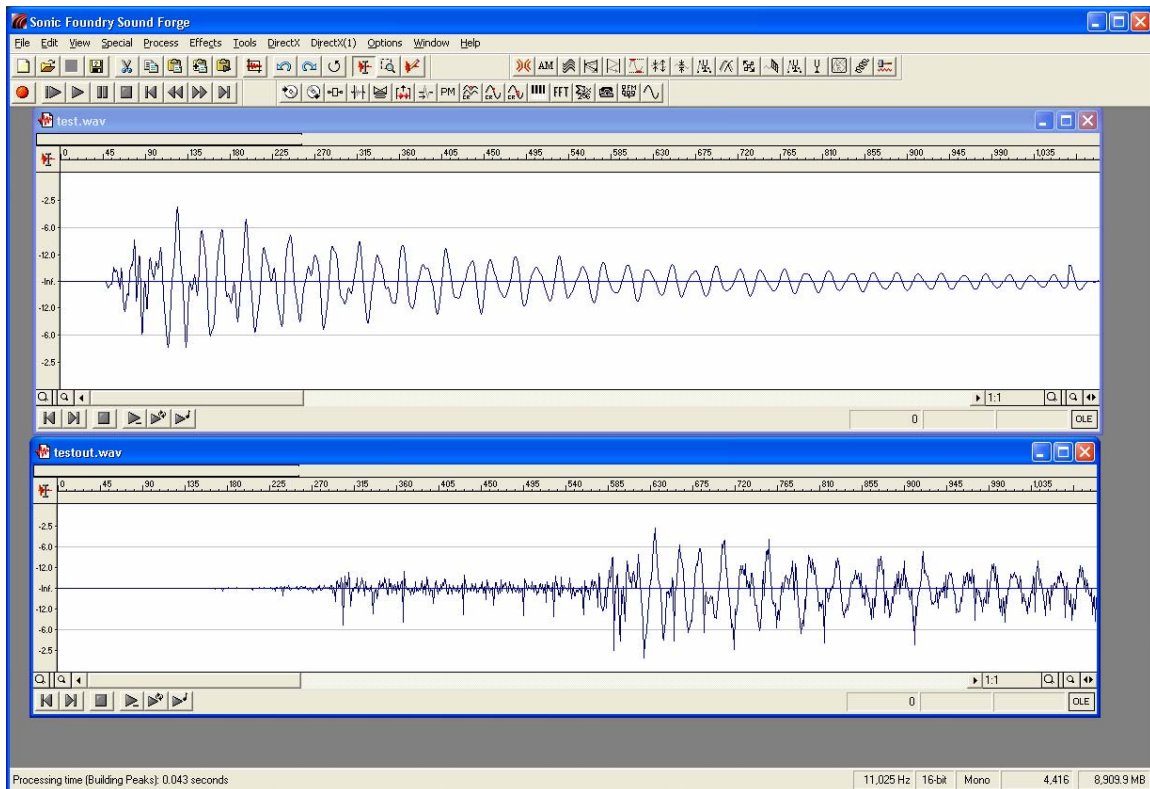 Sonic Foundry Sound Forge
File Edit View Special Process Effects Tools DirectX DirectX(1) Options Window Help
AM
PM CR CR CR FFT
test.wav
0 45 90 135 180 225 270 315 360 405 450 495 540 585 630 675 720 765 810 855 900 945 990 1,035
-2.5
-6.0
-12.0
-Inf.
-12.0
-6.0
-2.5
1:1
0 OLE
testout.wav
0 45 90 135 180 225 270 315 360 405 450 495 540 585 630 675 720 765 810 855 900 945 990 1,035
-2.5
-6.0
-12.0
-Inf.
-12.0
-6.0
-2.5
1:1
0 OLE
Processing time (Building Peaks): 0.043 seconds 11,025 Hz 16-bit Mono 4,416 8,909.9 MB